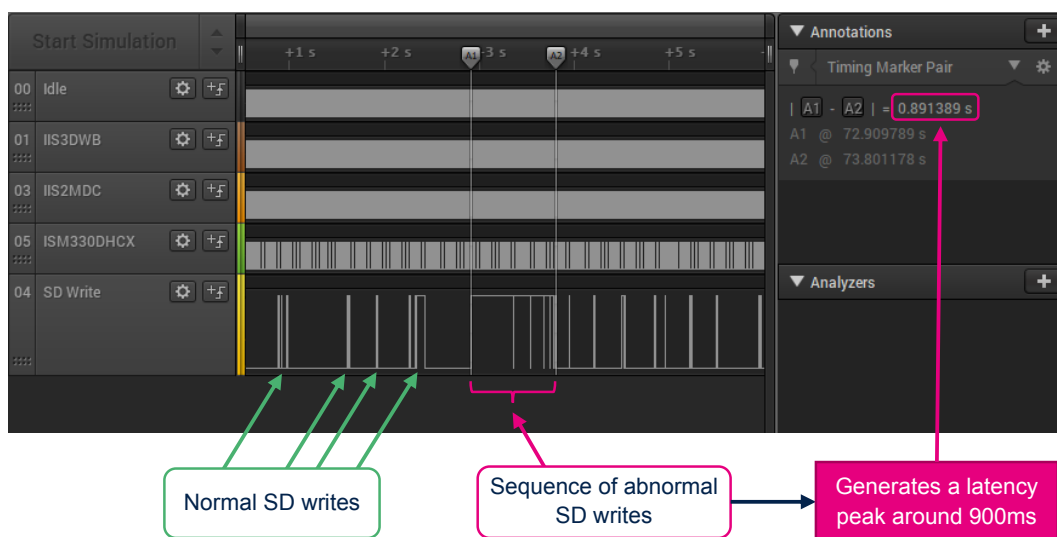 Start Simulation
+1 s
+2 s
A1
-3 s
A2
+4 s
+5 s
00 Idle
01 IIS3DWB
03 IIS2MDC
05 ISM330DHCX
04 SD Write
Annotations
Timing Marker Pair
| A1 - A2 | = 0.891389 s
A1 @ 72.909789 s
A2 @ 73.801178 s
Analyzers
Normal SD writes
Sequence of abnormal
SD writes
Generates a latency
peak around 900ms